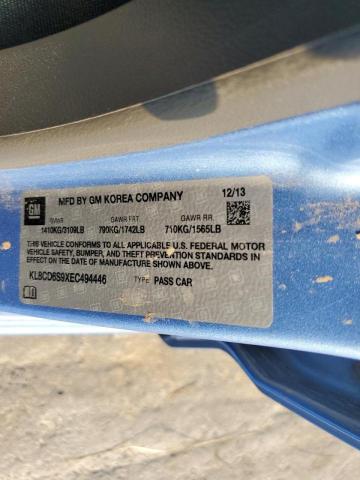 GM MFD BY GM KOREA COMPANY 12/13
GVWR GAWR FRT. GAWR RR.
1410KG/3109LB 790KG/1742LB 710KG/1565LB
THIS VEHICLE CONFORMS TO ALL APPLICABLE U.S. FEDERAL MOTOR
VEHICLE SAFETY, BUMPER, AND THEFT PREVENTION STANDARDS IN
EFFECT ON THE DATE OF MANUFACTURE SHOWN ABOVE.
KL8CD6S9XEC494446 TYPE: PASS CAR